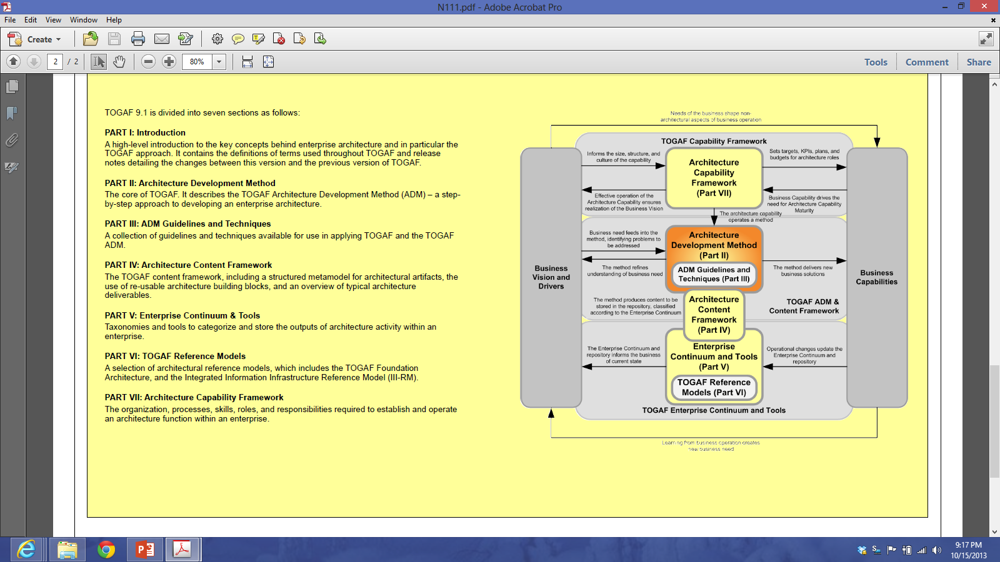 N111.pdf - Adobe Acrobat Pro
File Edit View Window Help
Create
2 / 2
80%
Tools Comment Share
TOGAF 9.1 is divided into seven sections as follows:
PART I: Introduction
A high-level introduction to the key concepts behind enterprise architecture and in particular the
TOGAF approach. It contains the definitions of terms used throughout TOGAF and release
notes detailing the changes between this version and the previous version of TOGAF.
PART II: Architecture Development Method
The core of TOGAF. It describes the TOGAF Architecture Development Method (ADM) – a step-
by-step approach to developing an enterprise architecture.
PART III: ADM Guidelines and Techniques
A collection of guidelines and techniques available for use in applying TOGAF and the TOGAF
ADM.
PART IV: Architecture Content Framework
The TOGAF content framework, including a structured metamodel for architectural artifacts, the
use of re-usable architecture building blocks, and an overview of typical architecture
deliverables.
PART V: Enterprise Continuum & Tools
Taxonomies and tools to categorize and store the outputs of architecture activity within an
enterprise.
PART VI: TOGAF Reference Models
A selection of architectural reference models, which includes the TOGAF Foundation
Architecture, and the Integrated Information Infrastructure Reference Model (III-RM).
PART VII: Architecture Capability Framework
The organization, processes, skills, roles, and responsibilities required to establish and operate
an architecture function within an enterprise.
Needs of the business shape non-
architectural aspects of business operation
TOGAF Capability Framework
Informs the size, structure, and
culture of the capability
Architecture
Capability
Framework
(Part VII)
Sets targets, KPIs, plans, and
budgets for architecture roles
Effective operation of the
Architecture Capability ensures
realization of the Business Vision
Business Capability drives the
need for Architecture Capability
Maturity
The architecture capability
operates a method
Business need feeds into the
method, identifying problems to
be addressed
Architecture
Development Method
(Part II)
ADM Guidelines and
Techniques (Part III)
The method refines
understanding of business need
The method delivers new
business solutions
Business
Vision and
Drivers
Business
Capabilities
The method produces content to be
stored in the repository, classified
according to the Enterprise Continuum
Architecture
Content
Framework
(Part IV)
TOGAF ADM &
Content Framework
The Enterprise Continuum and
repository informs the business
of current state
Enterprise
Continuum and Tools
(Part V)
TOGAF Reference
Models (Part VI)
Operational changes update the
Enterprise Continuum and
repository
TOGAF Enterprise Continuum and Tools
Learning from business operation creates
new business need
9:17 PM
10/15/2013